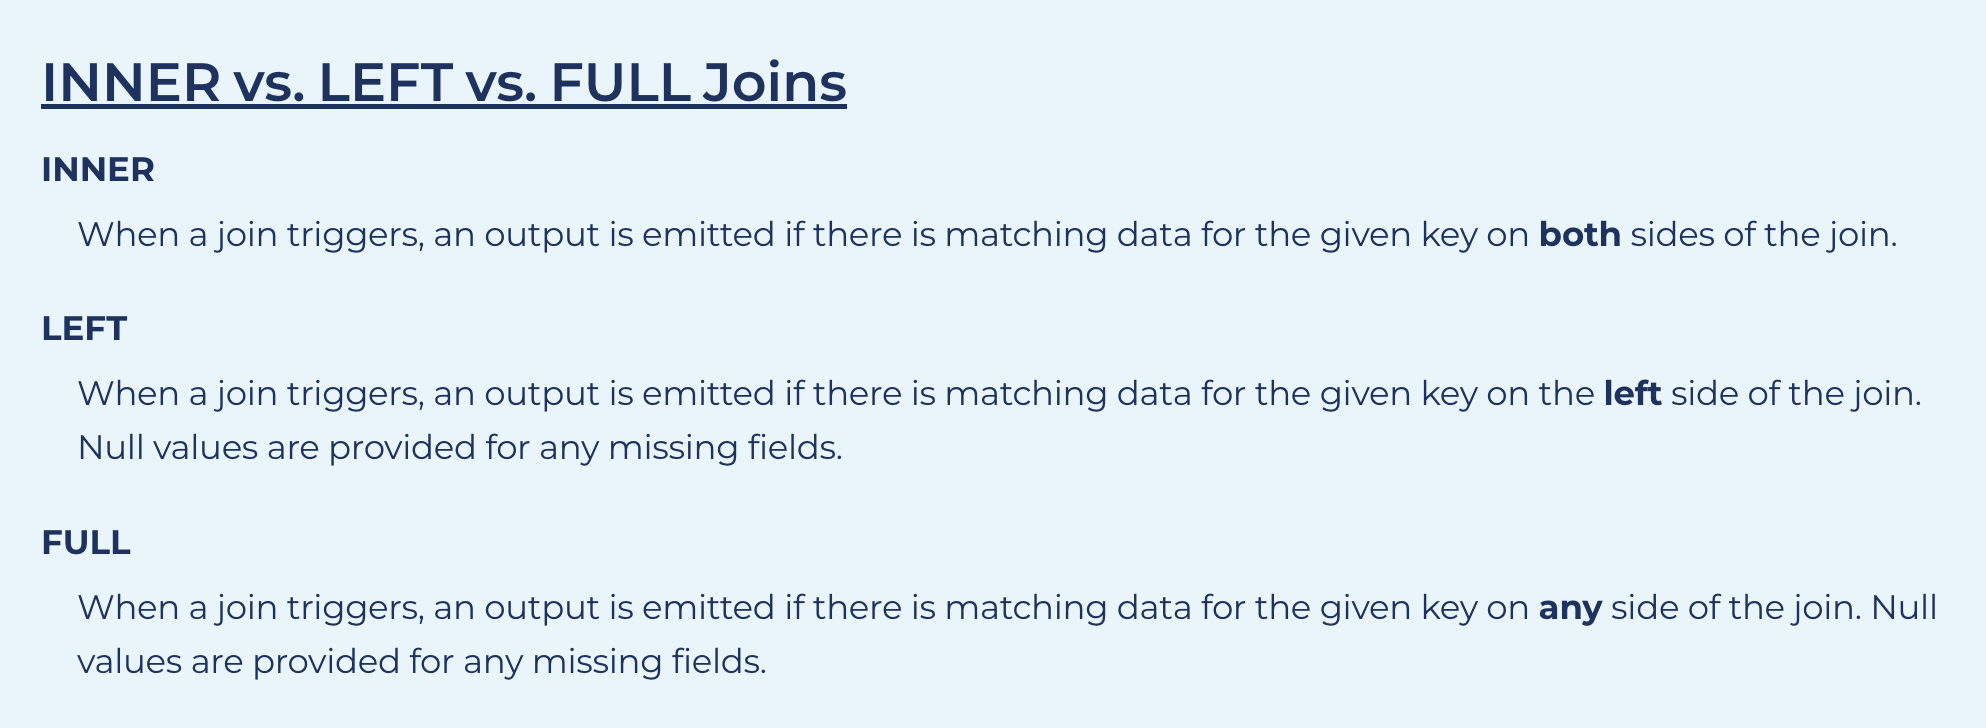 INNER vs. LEFT vs. FULL Joins
INNER
When a join triggers, an output is emitted if there is matching data for the given key on both sides of the join.
LEFT
When a join triggers, an output is emitted if there is matching data for the given key on the left side of the join.
Null values are provided for any missing fields.
FULL
When a join triggers, an output is emitted if there is matching data for the given key on any side of the join. Null
values are provided for any missing fields.